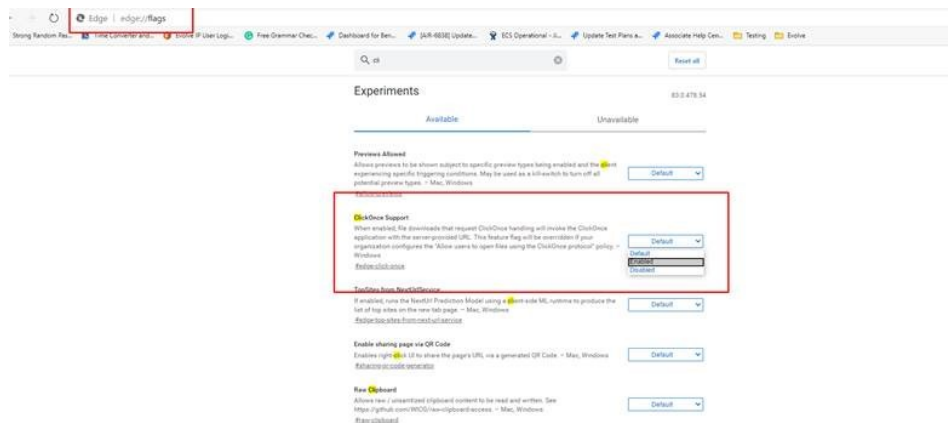 Edge | edge://flags
Strong Random Pas... Time Converter and... Evolve IP User Logi... Free Grammar Chec... Dashboard for Ben... [AIR-6838] Update... ECS Operational - Ji... Update Test Plans a... Associate Help Cen... Testing Evolve
cli
Reset all
Experiments
83.0.478.54
Available Unavailable
Previews Allowed
Allows previews to be shown subject to specific preview types being enabled and the client
experiencing specific triggering conditions. May be used as a kill-switch to turn off all
potential preview types. – Mac, Windows
Default
ClickOnce Support
When enabled, file downloads that request ClickOnce handling will invoke the ClickOnce
application with the server-provided URL. This feature flag will be overridden if your
organization configures the "Allow users to open files using the ClickOnce protocol" policy. –
Windows
#edge-click-once
Default
Default
Enabled
Disabled
TopSites from NextUrlService
If enabled, runs the NextUrl Prediction Model using a client-side ML runtime to produce the
list of top sites on the new tab page. – Mac, Windows
#edge-top-sites-from-next-url-service
Default
Enable sharing page via QR Code
Enables right-click UI to share the page's URL via a generated QR Code. – Mac, Windows
#sharing-qr-code-generator
Default
Raw Clipboard
Allows raw / unsanitized clipboard content to be read and written. See
https://github.com/WICG/raw-clipboard-access. – Mac, Windows
#raw-clipboard
Default